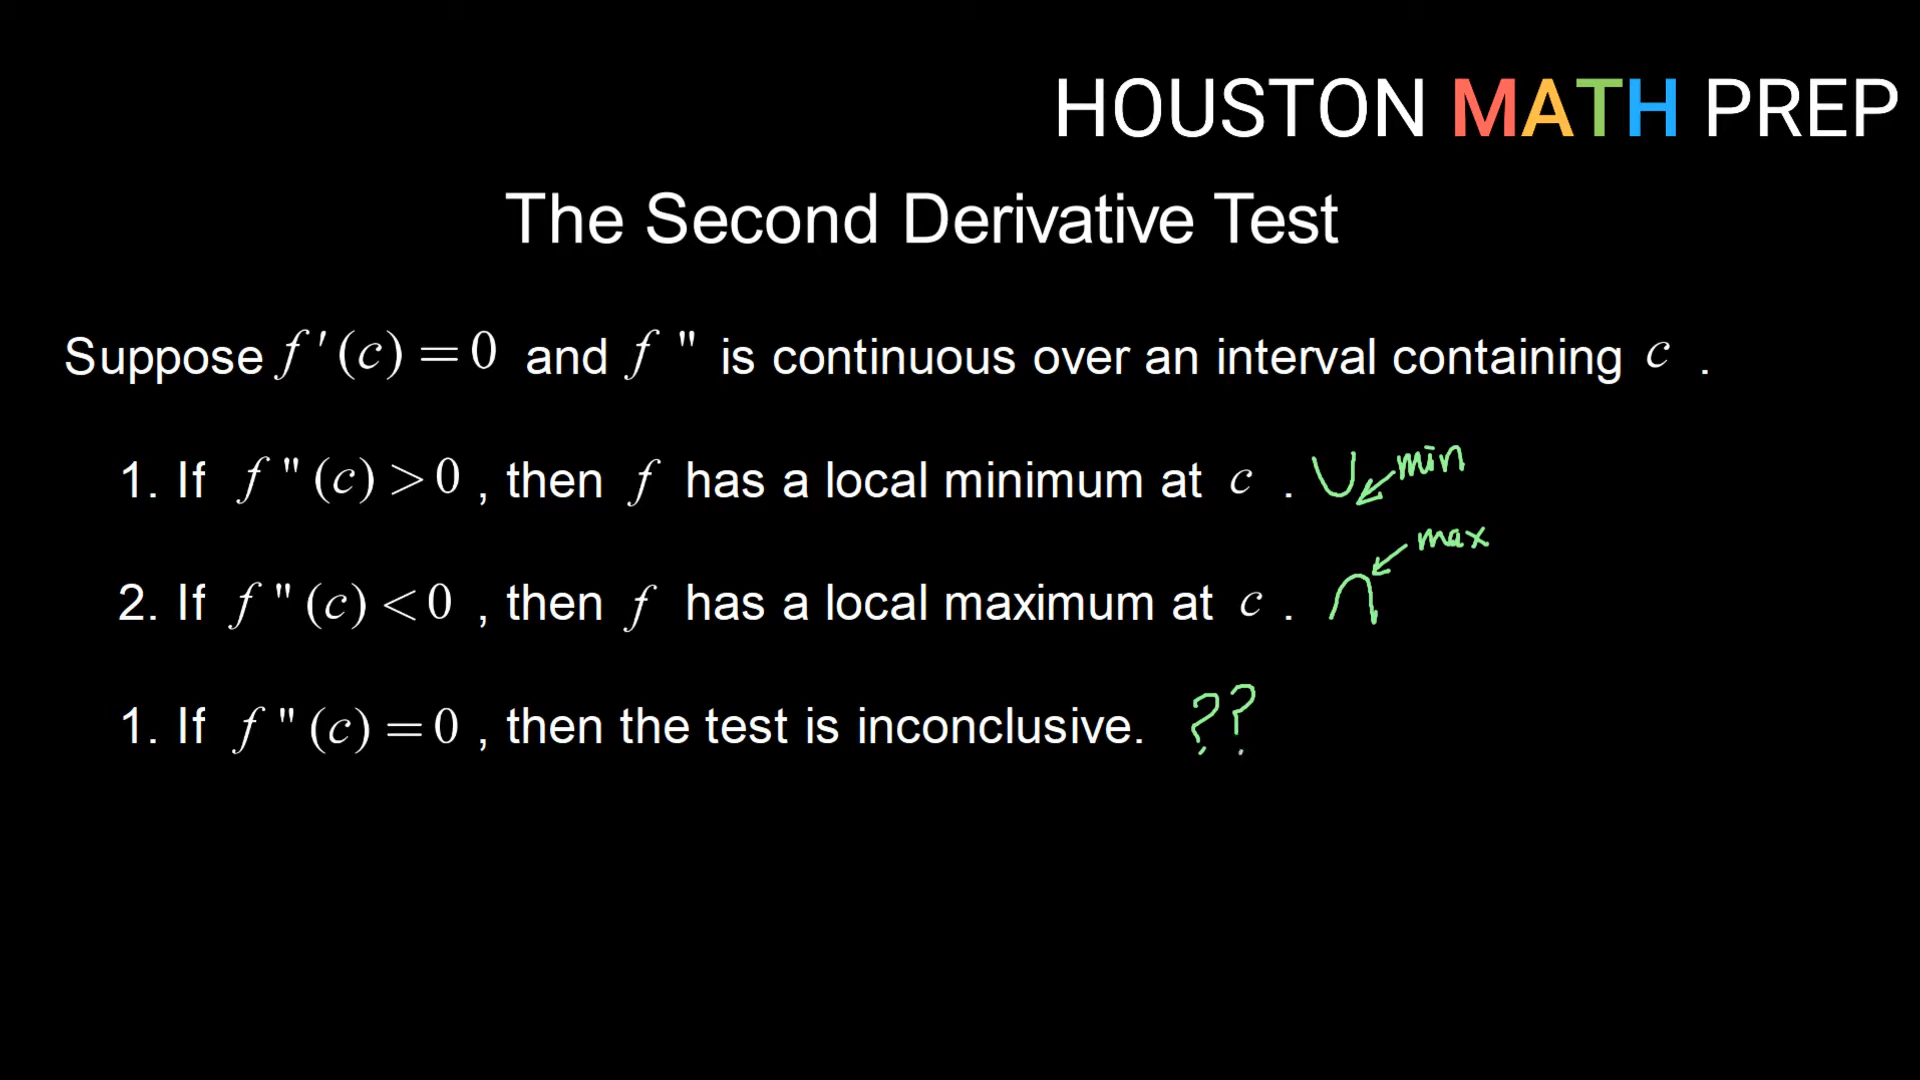 HOUSTON MATH PREP
The Second Derivative Test
Suppose f'(c)=0 and f " is continuous over an interval containing c .
1. If f "(c)>0 , then f has a local minimum at c . min
max
2. If f "(c)<0 , then f has a local maximum at c .
1. If f "(c)=0 , then the test is inconclusive. ??